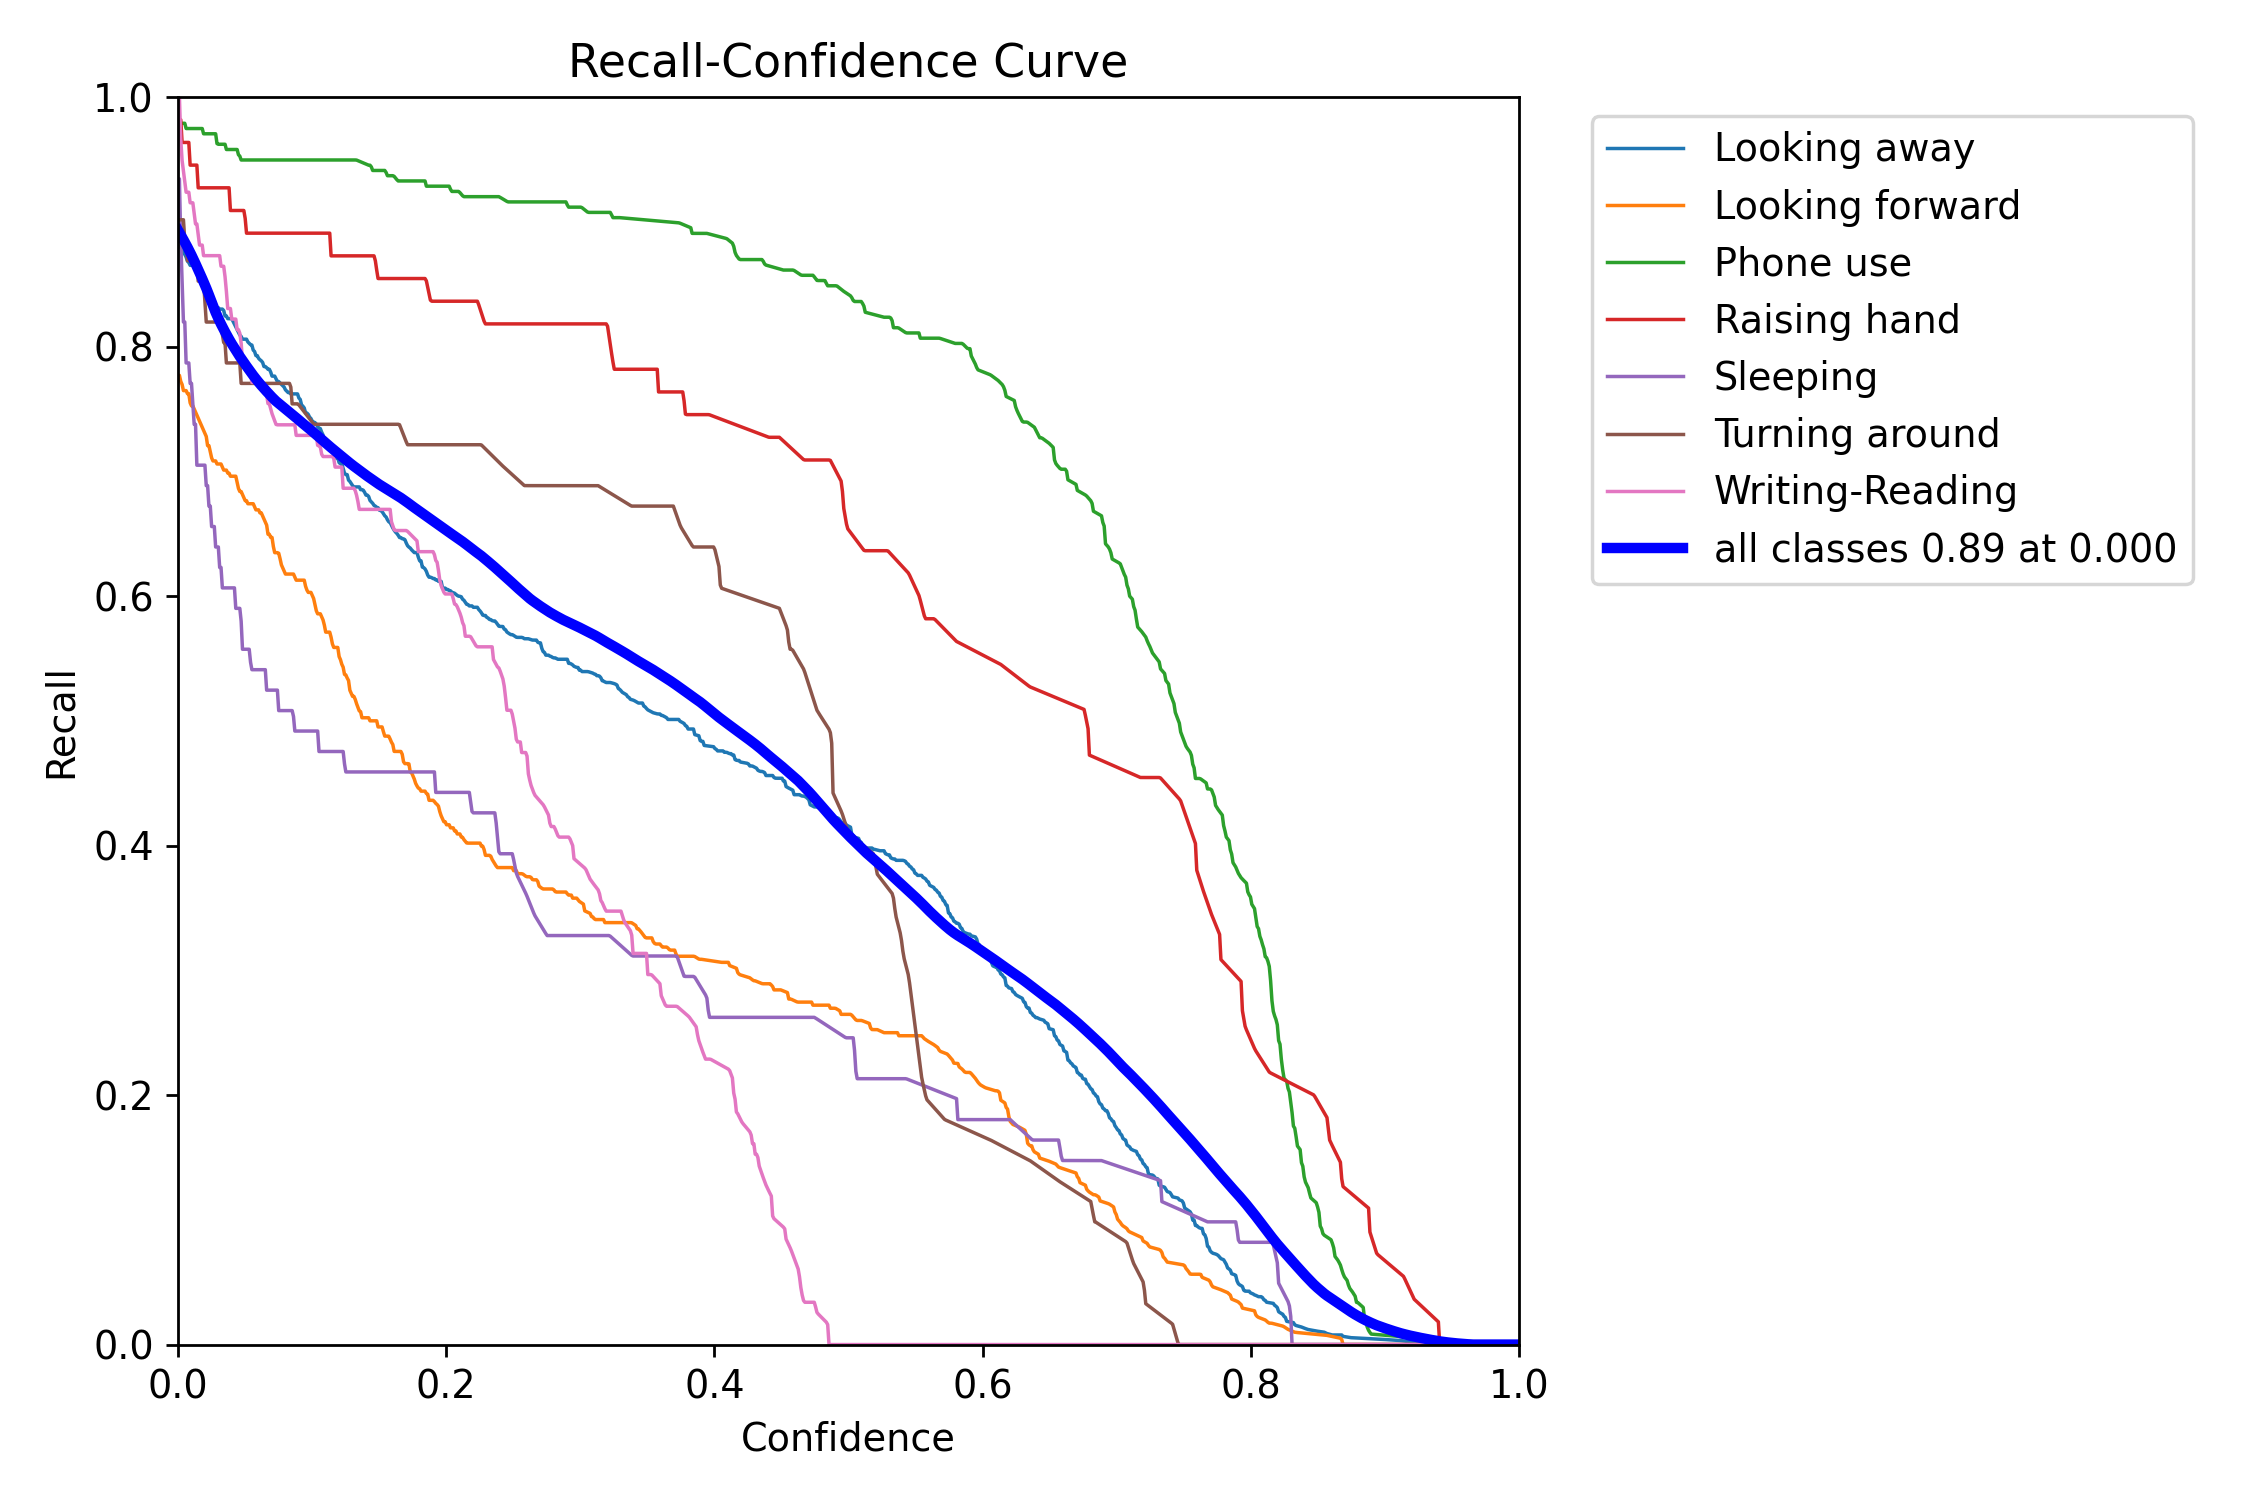 Recall-Confidence Curve
1.0
0.8
0.6
0.4
0.2
0.0
Recall
0.0 0.2 0.4 0.6 0.8 1.0
Confidence
Looking away
Looking forward
Phone use
Raising hand
Sleeping
Turning around
Writing-Reading
all classes 0.89 at 0.000